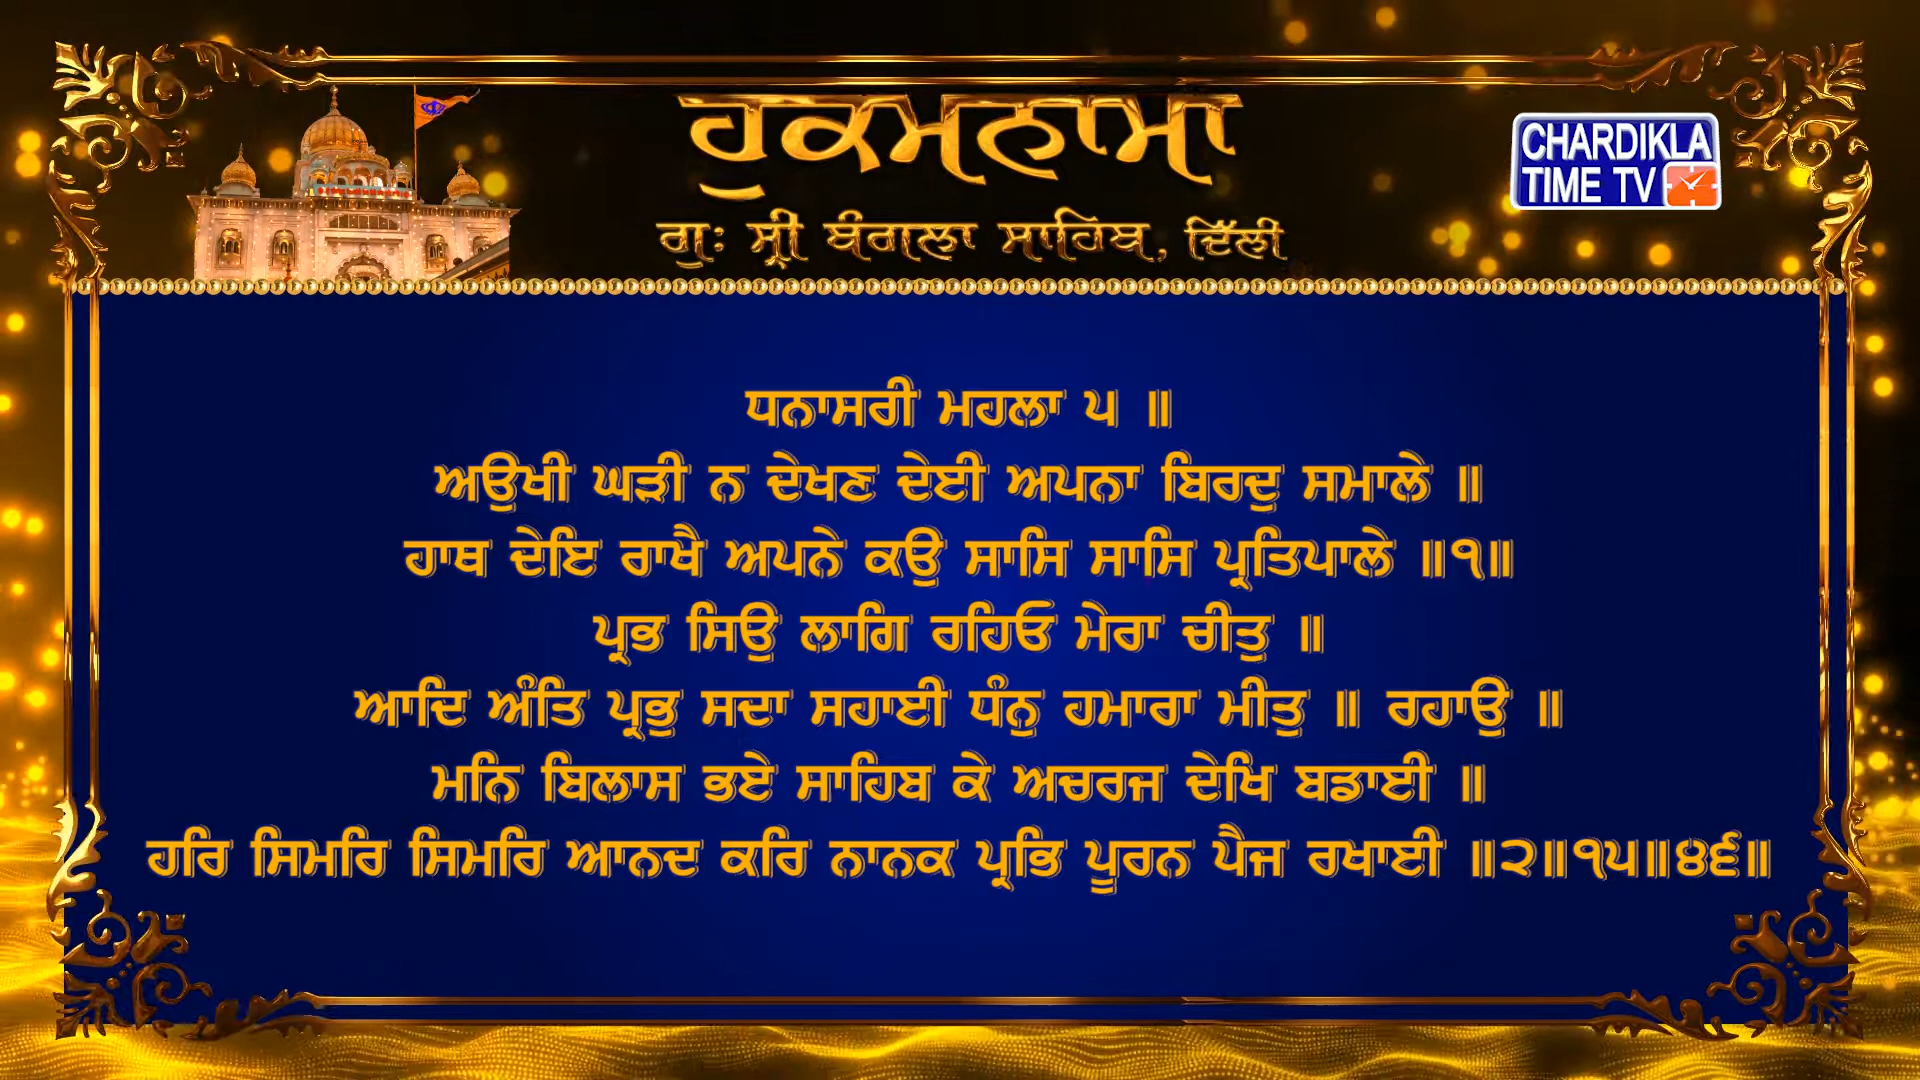 ਹੁਕਮਨਾਮਾ
ਗੁਃ ਸ੍ਰੀ ਬੰਗਲਾ ਸਾਹਿਬ, ਦਿੱਲੀ
CHARDIKLA
TIME TV
ਧਨਾਸਰੀ ਮਹਲਾ ੫ ॥
ਅਉਖੀ ਘੜੀ ਨ ਦੇਖਣ ਦੇਈ ਅਪਨਾ ਬਿਰਦੁ ਸਮਾਲੇ ॥
ਹਾਥ ਦੇਇ ਰਾਖੈ ਅਪਨੇ ਕਉ ਸਾਸਿ ਸਾਸਿ ਪ੍ਰਤਿਪਾਲੇ ॥੧॥
ਪ੍ਰਭ ਸਿਉ ਲਾਗਿ ਰਹਿਓ ਮੇਰਾ ਚੀਤੁ ॥
ਆਦਿ ਅੰਤਿ ਪ੍ਰਭੁ ਸਦਾ ਸਹਾਈ ਧੰਨੁ ਹਮਾਰਾ ਮੀਤੁ ॥ ਰਹਾਉ ॥
ਮਨਿ ਬਿਲਾਸ ਭਏ ਸਾਹਿਬ ਕੇ ਅਚਰਜ ਦੇਖਿ ਬਡਾਈ ॥
ਹਰਿ ਸਿਮਰਿ ਸਿਮਰਿ ਆਨਦ ਕਰਿ ਨਾਨਕ ਪ੍ਰਭਿ ਪੂਰਨ ਪੈਜ ਰਖਾਈ ॥੨॥੧੫॥੪੬॥